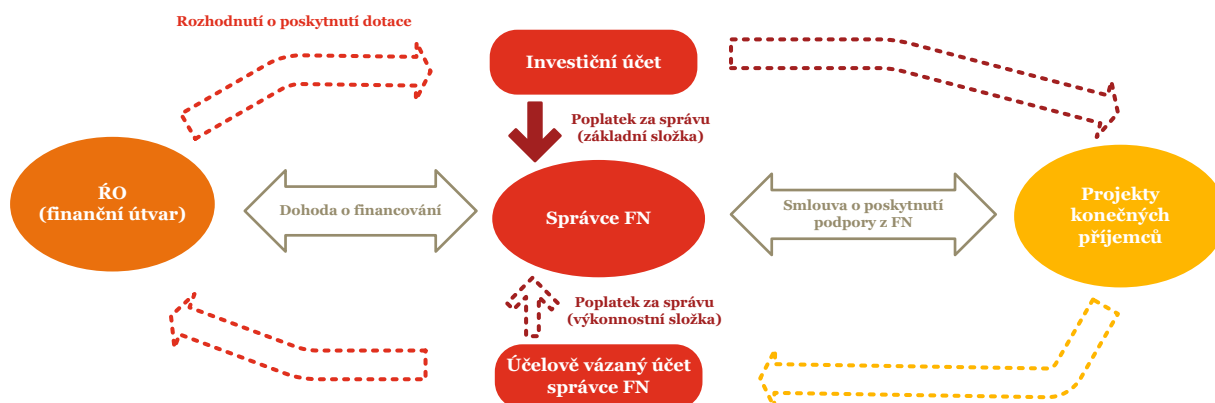 Rozhodnutí o poskytnutí dotace
Investiční účet
Poplatek za správu
(základní složka)
ŔO
(finanční útvar)
Dohoda o financování
Správce FN
Smlouva o poskytnutí
podpory z FN
Projekty
konečných
příjemců
Poplatek za správu
(výkonnostní složka)
Účelově vázaný účet
správce FN